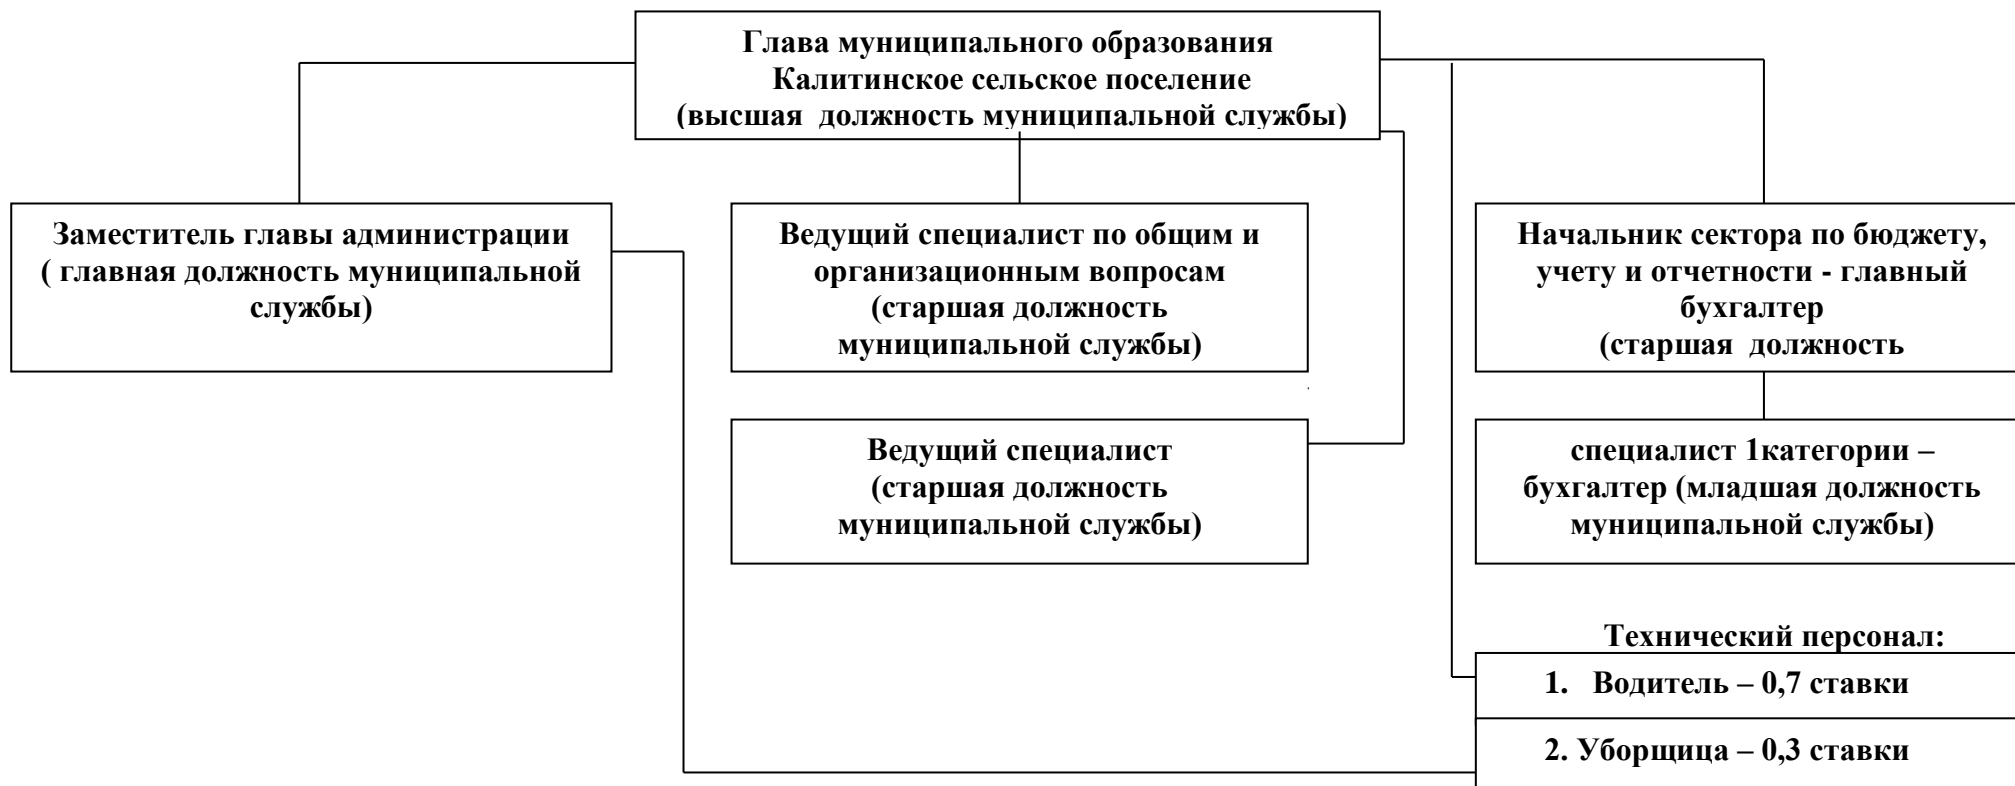 Глава муниципального образования
Калитинское сельское поселение
(высшая должность муниципальной службы)
Заместитель главы администрации
( главная должность муниципальной
службы)
Ведущий специалист по общим и
организационным вопросам
(старшая должность
муниципальной службы)
Начальник сектора по бюджету,
учету и отчетности - главный
бухгалтер
(старшая должность
Ведущий специалист
(старшая должность
муниципальной службы)
специалист 1категории –
бухгалтер (младшая должность
муниципальной службы)
Технический персонал:
1. Водитель – 0,7 ставки
2. Уборщица – 0,3 ставки